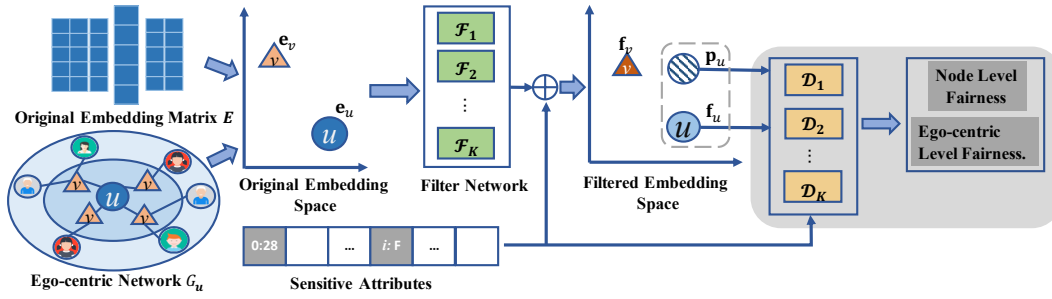 Original Embedding Matrix E
v
v
v
v
u
Ego-centric Network G_u
e_v
v
e_u
u
Original Embedding
Space
F_1
F_2
⋮
F_K
Filter Network
0:28
...
i: F
...
Sensitive Attributes
f_v
v
p_u
f_u
u
Filtered Embedding
Space
D_1
D_2
⋮
D_K
Node Level
Fairness
Ego-centric
Level Fairness.